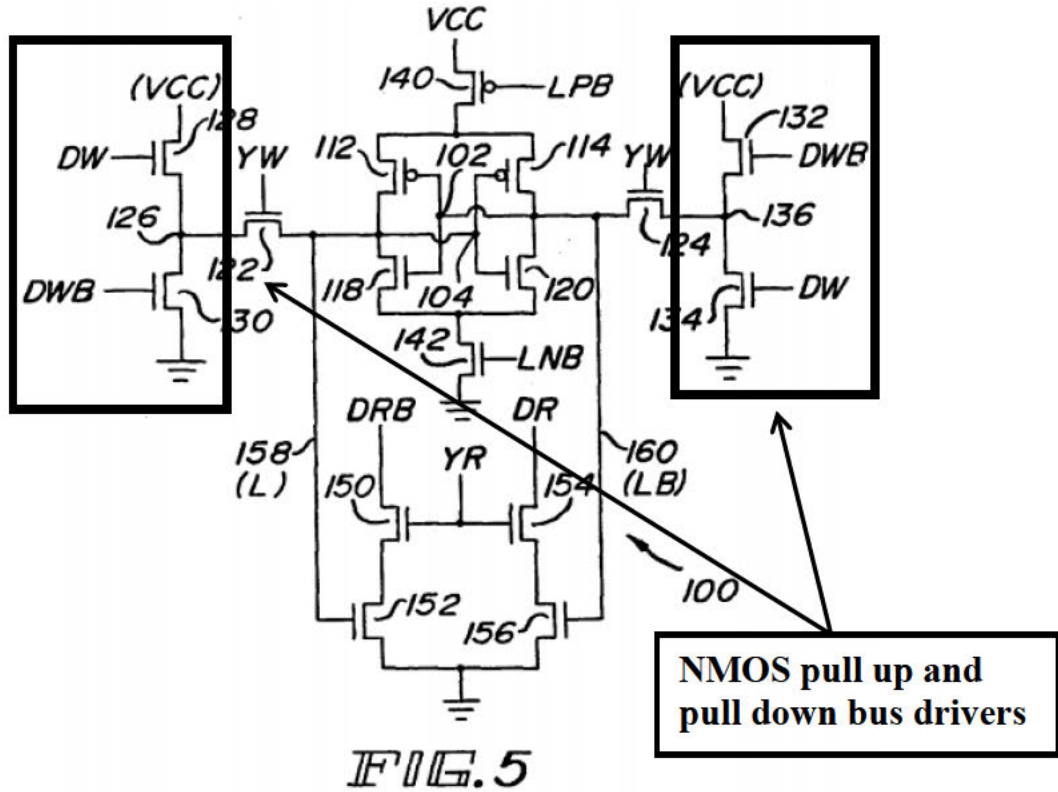 VCC
140
LPB
(VCC)
128
DW
YW
126
122
DWB
130
112
102
114
118
104
120
142
LNB
YW
124
(VCC)
132
DWB
136
134
DW
DRB
DR
158
(L)
YR
150
154
160
(LB)
152
156
100
NMOS pull up and
pull down bus drivers
FIG.5